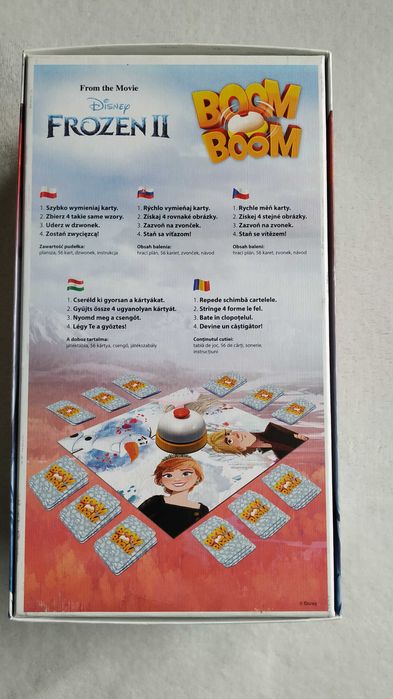 From the Movie
Disney
FROZEN II
BOOM
BOOM
1. Szybko wymieniaj karty.
2. Zbierz 4 takie same wzory.
3. Uderz w dzwonek.
4. Zostań zwycięzcą!
Zawartość pudełka:
plansza, 56 kart, dzwonek, instrukcja
1. Rýchlo vymieňaj karty.
2. Získaj 4 rovnaké obrázky.
3. Zazvoň na zvonček.
4. Staň sa víťazom!
Obsah balenia:
hrací plán, 56 kariet, zvonček, návod
1. Rychle měň karty.
2. Získej 4 stejné obrázky.
3. Zazvoň na zvonek.
4. Staň se vítězem!
Obsah balení:
hrací plán, 56 karet, zvonek, návod
1. Cseréld ki gyorsan a kártyákat.
2. Gyűjts össze 4 ugyanolyan kártyát.
3. Nyomd meg a csengőt.
4. Légy Te a győztes!
A doboz tartalma:
játéktábla, 56 kártya, csengő, játékszabály
1. Repede schimbă cartelele.
2. Strînge 4 forme le fel.
3. Bate în clopoțelul.
4. Devine un câștigător!
Conținutul cutiei:
tablă de joc, 56 de cărți, sonerie,
instrucțiuni
© Disney